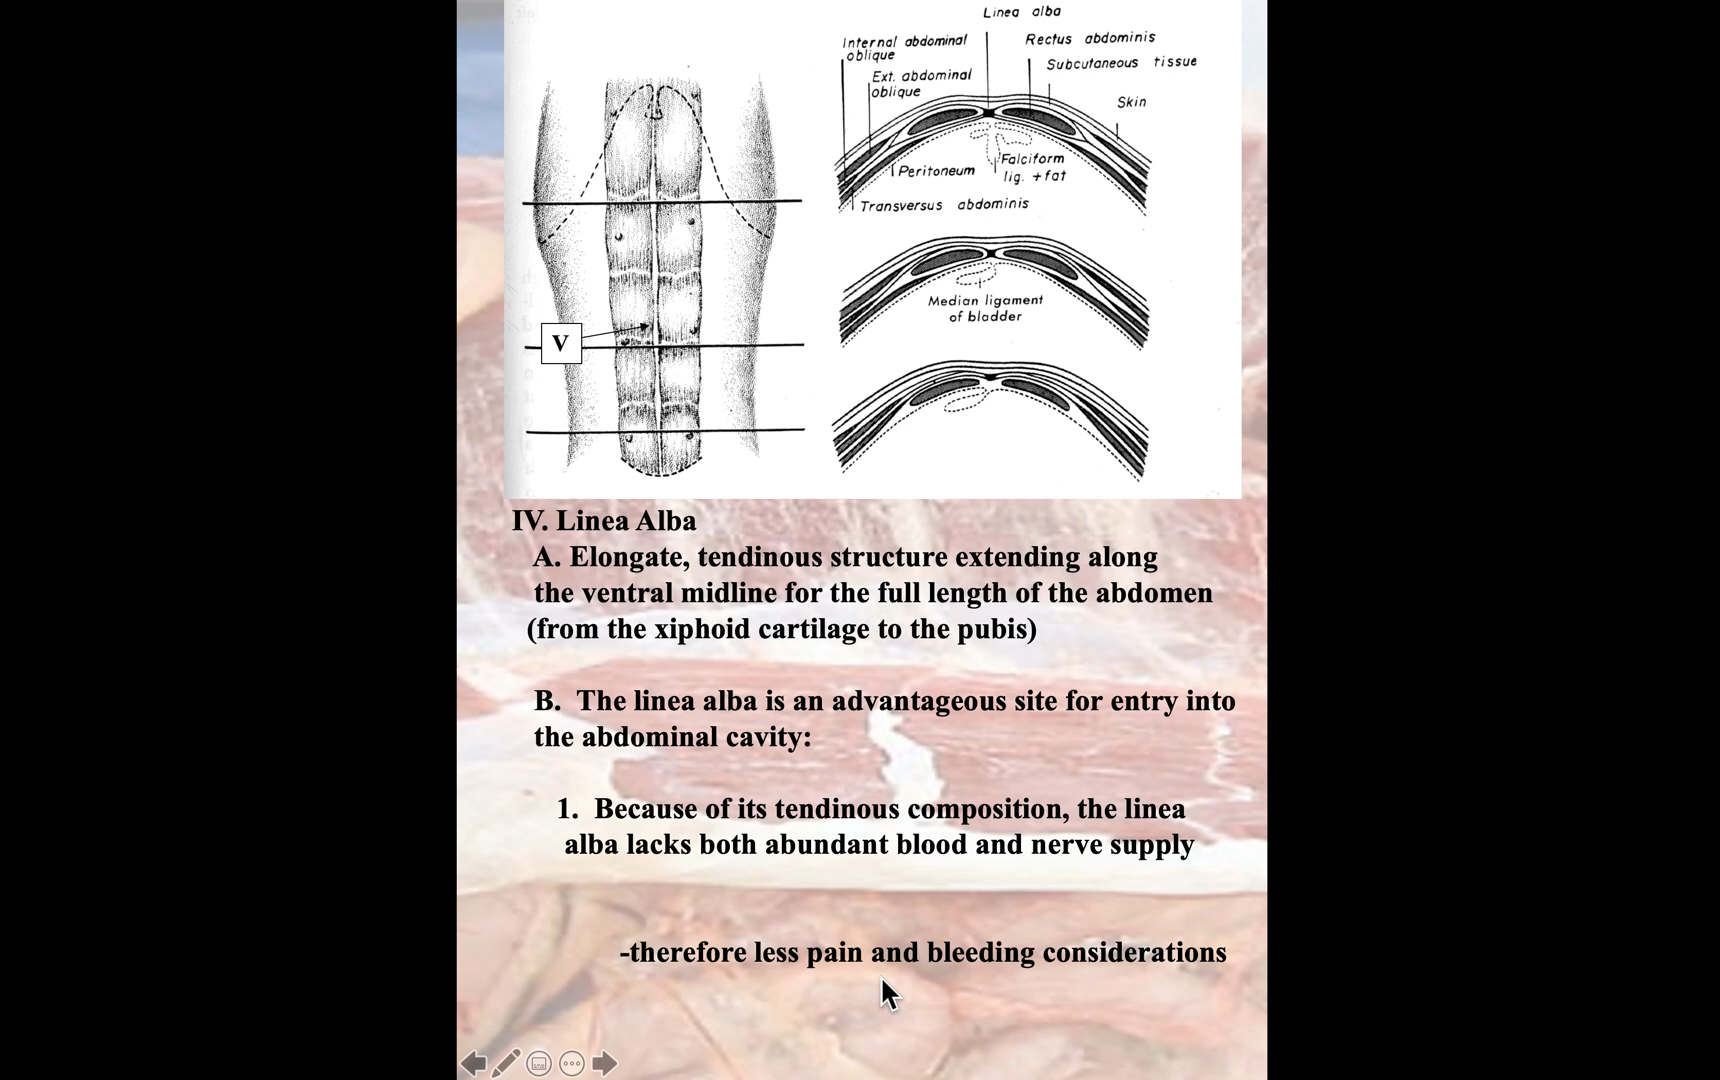 Linea alba
Internal abdominal
oblique
Rectus abdominis
Subcutaneous tissue
Ext. abdominal
oblique
Skin
Peritoneum
Falciform
lig. + fat
Transversus abdominis
Median ligament
of bladder
V
IV. Linea Alba
A. Elongate, tendinous structure extending along
the ventral midline for the full length of the abdomen
(from the xiphoid cartilage to the pubis)
B. The linea alba is an advantageous site for entry into
the abdominal cavity:
1. Because of its tendinous composition, the linea
alba lacks both abundant blood and nerve supply
-therefore less pain and bleeding considerations